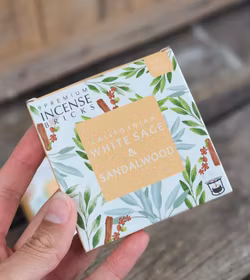 PREMIUM
INCENSE
BRICKS
WHITE SAGE
&
SANDALWOOD